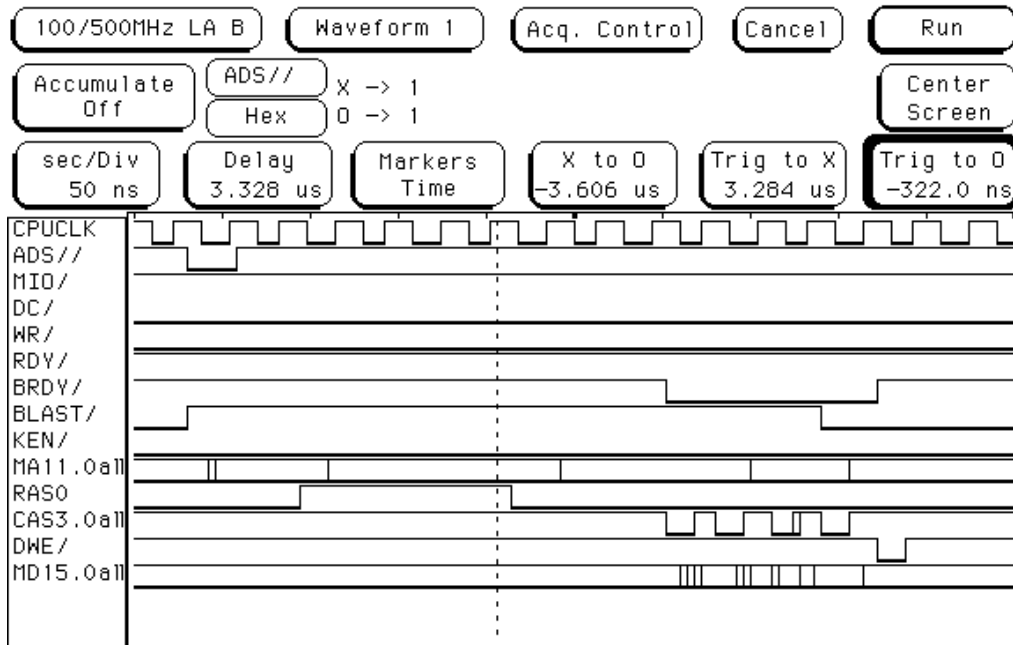 100/500MHz LA B Waveform 1 Acq. Control Cancel Run
Accumulate Off ADS// X -> 1 Center Screen
Hex O -> 1
sec/Div Delay Markers X to O Trig to X Trig to O
50 ns 3.328 us Time -3.606 us 3.284 us -322.0 ns
CPUCLK
ADS//
MIO/
DC/
WR/
RDY/
BRDY/
BLAST/
KEN/
MA11.0all
RAS0
CAS3.0all
DWE/
MD15.0all